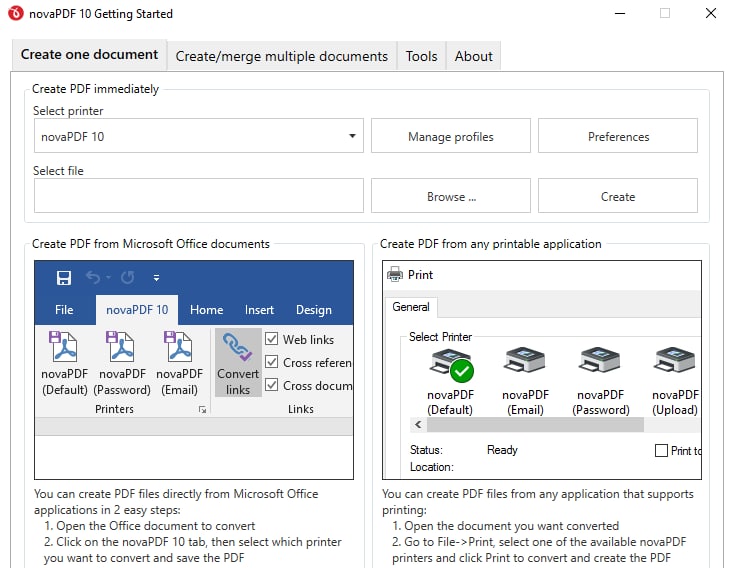 novaPDF 10 Getting Started
Create one document
Create/merge multiple documents
Tools
About
Create PDF immediately
Select printer
novaPDF 10
Manage profiles
Preferences
Select file
Browse ...
Create
Create PDF from Microsoft Office documents
File
novaPDF 10
Home
Insert
Design
novaPDF
(Default)
novaPDF
(Password)
novaPDF
(Email)
Printers
Convert
links
Web links
Cross referen
Cross docum
Links
You can create PDF files directly from Microsoft Office
applications in 2 easy steps:
1. Open the Office document to convert
2. Click on the novaPDF 10 tab, then select which printer
you want to convert and save the PDF
Create PDF from any printable application
Print
General
Select Printer
novaPDF
(Default)
novaPDF
(Email)
novaPDF
(Password)
novaPDF
(Upload)
Status: Ready
Print to
Location:
You can create PDF files from any application that supports
printing:
1. Open the document you want converted
2. Go to File->Print, select one of the available novaPDF
printers and click Print to convert and create the PDF